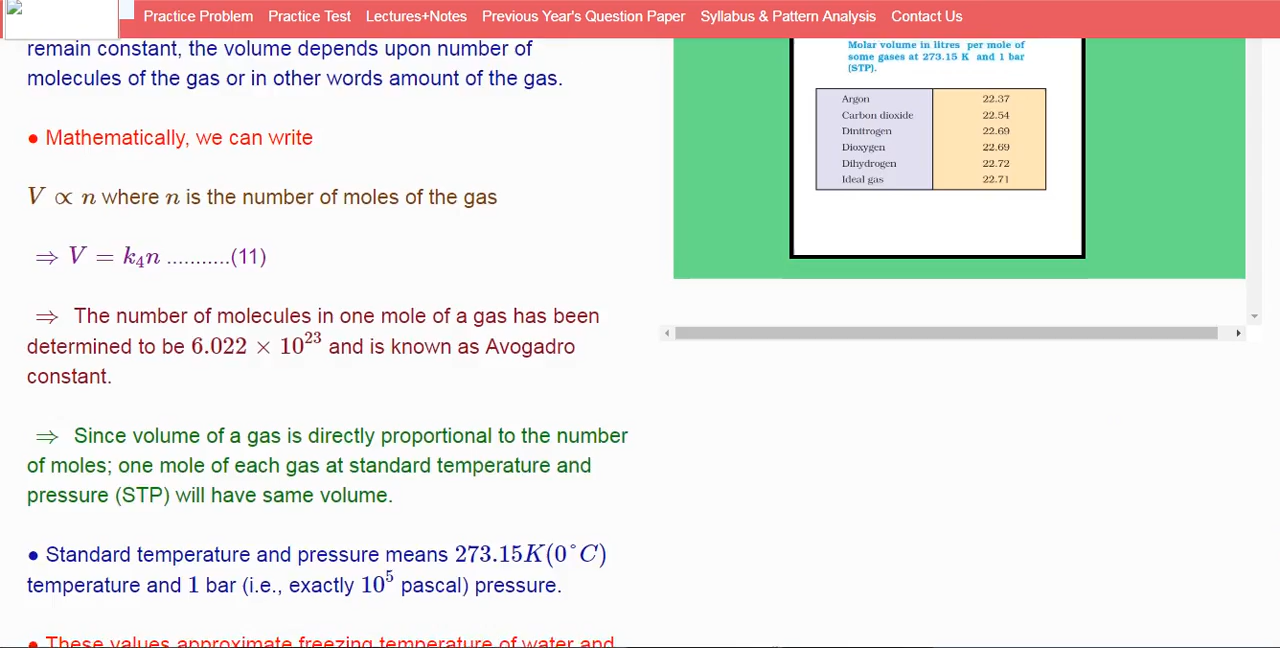 Practice Problem Practice Test Lectures+Notes Previous Year's Question Paper Syllabus & Pattern Analysis Contact Us
remain constant, the volume depends upon number of
molecules of the gas or in other words amount of the gas.
● Mathematically, we can write
V ∝ n where n is the number of moles of the gas
⇒ V = k₄n ...........(11)
⇒ The number of molecules in one mole of a gas has been
determined to be 6.022 × 10²³ and is known as Avogadro
constant.
⇒ Since volume of a gas is directly proportional to the number
of moles; one mole of each gas at standard temperature and
pressure (STP) will have same volume.
● Standard temperature and pressure means 273.15K(0°C)
temperature and 1 bar (i.e., exactly 10⁵ pascal) pressure.
● These values approximate freezing temperature of water and
Molar volume in litres per mole of
some gases at 273.15 K and 1 bar
(STP).
Argon 22.37
Carbon dioxide 22.54
Dinitrogen 22.69
Dioxygen 22.69
Dihydrogen 22.72
Ideal gas 22.71